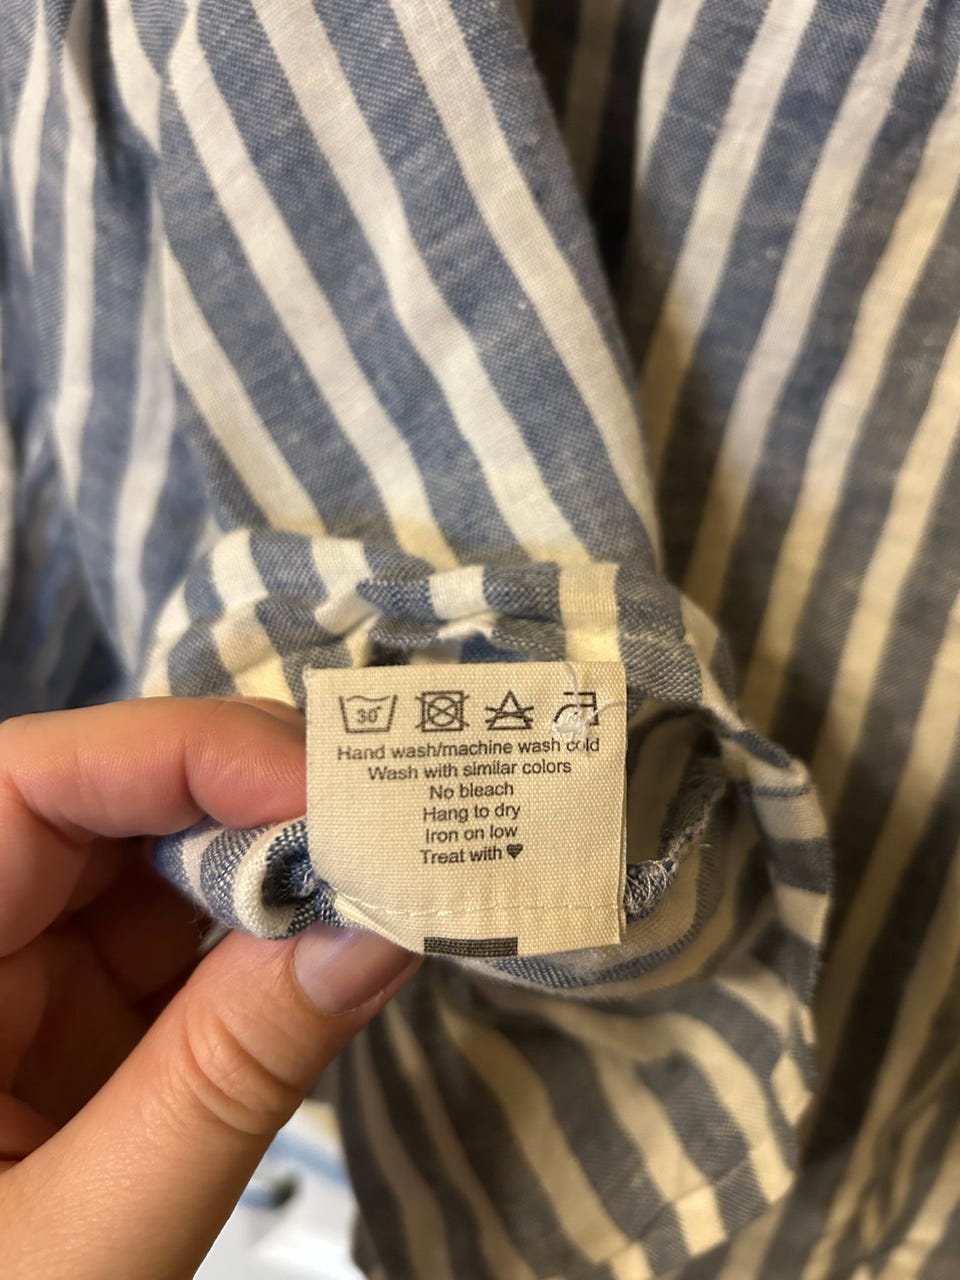 30°
Hand wash/machine wash cold
Wash with similar colors
No bleach
Hang to dry
Iron on low
Treat with ♥